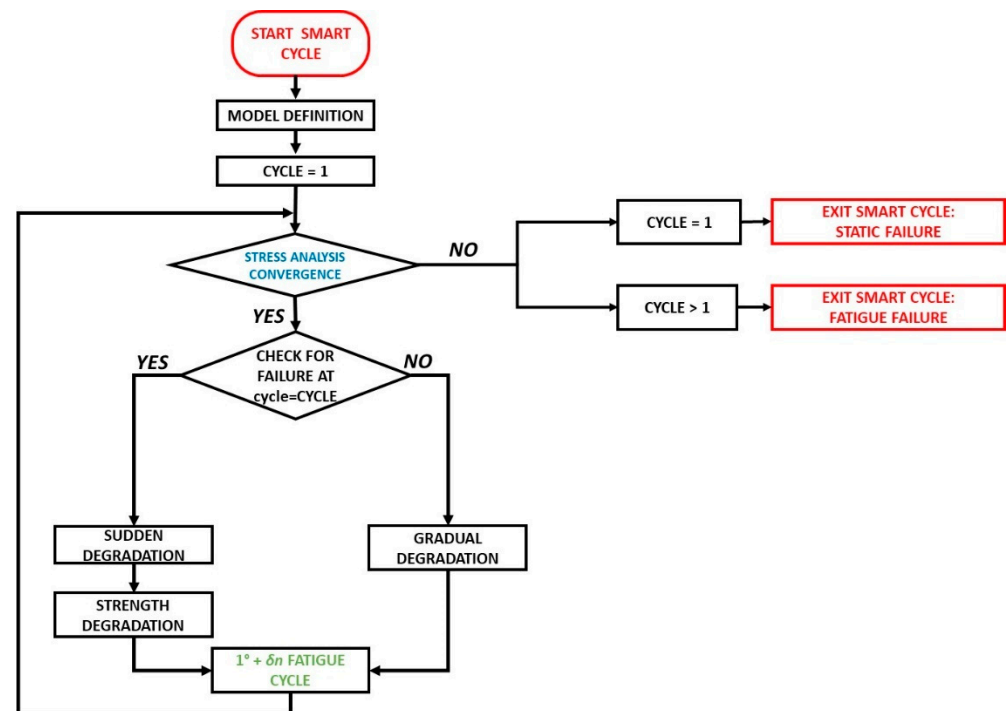 START SMART
CYCLE
MODEL DEFINITION
CYCLE = 1
STRESS ANALYSIS
CONVERGENCE
NO
CYCLE = 1
EXIT SMART CYCLE:
STATIC FAILURE
CYCLE > 1
EXIT SMART CYCLE:
FATIGUE FAILURE
YES
CHECK FOR
FAILURE AT
cycle=CYCLE
YES
NO
SUDDEN
DEGRADATION
STRENGTH
DEGRADATION
GRADUAL
DEGRADATION
1° + δn FATIGUE
CYCLE